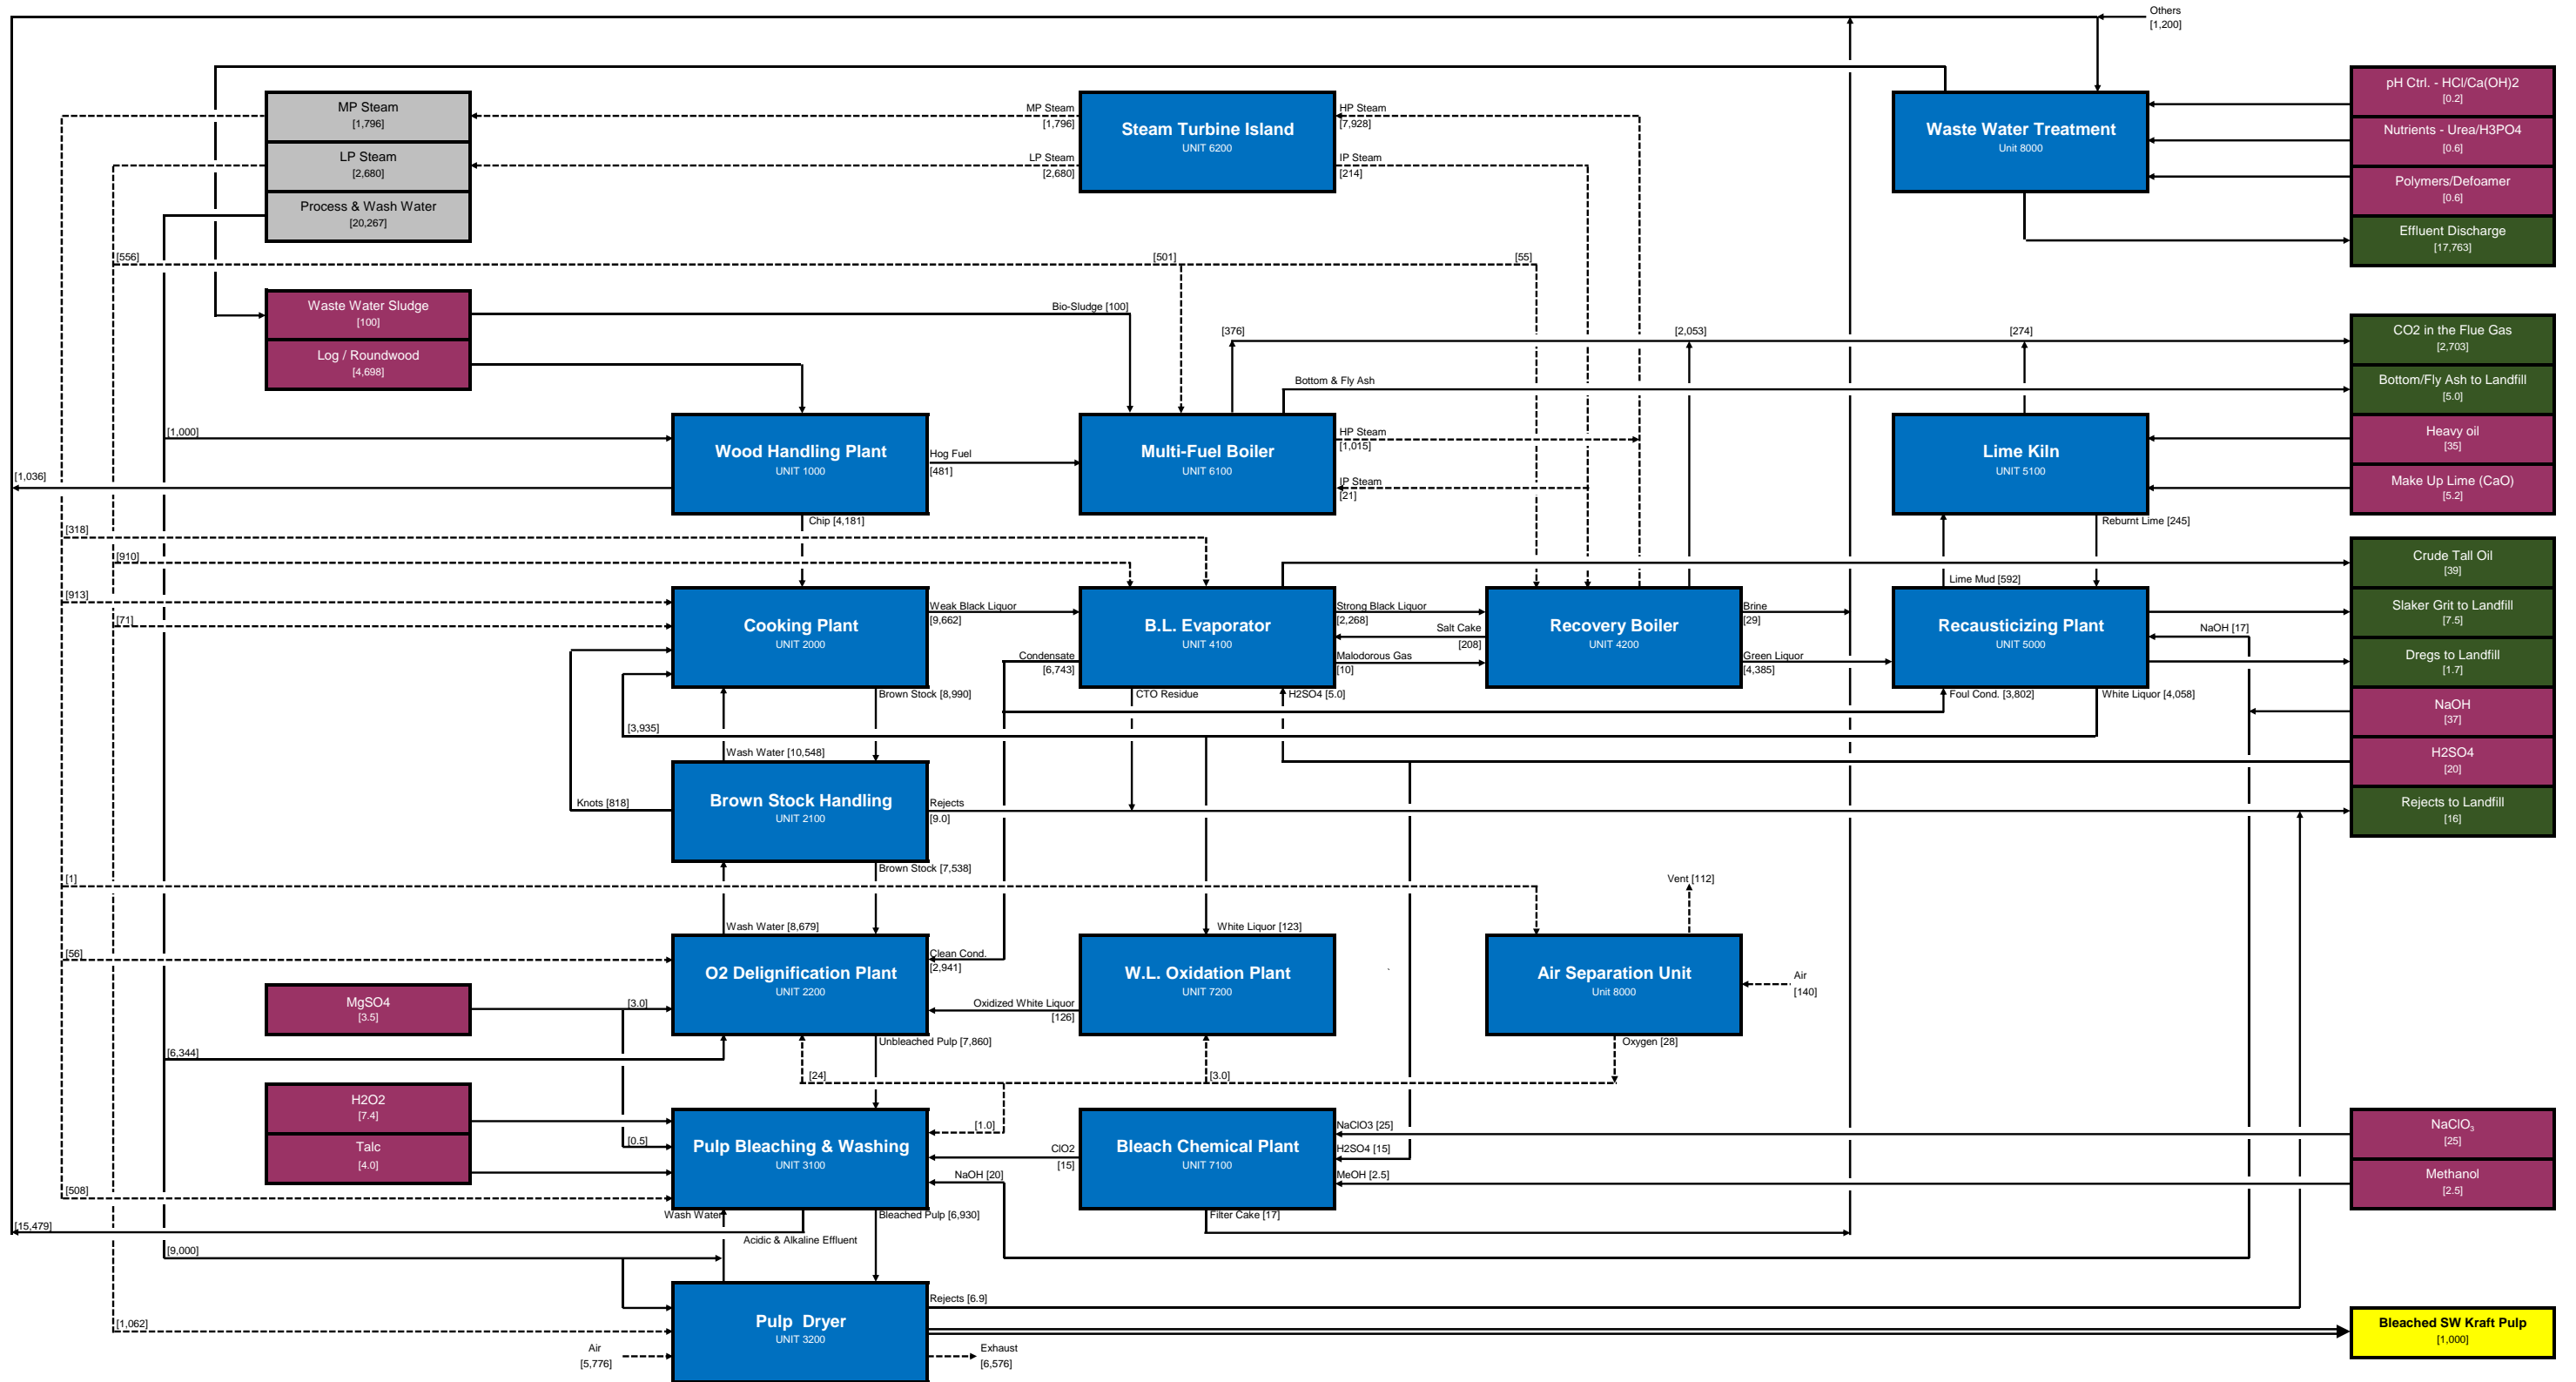 Others
[1,200]
MP Steam
[1,796]
LP Steam
[2,680]
Process & Wash Water
[20,267]
MP Steam
[1,796]
LP Steam
[2,680]
Steam Turbine Island
UNIT 6200
HP Steam
[7,928]
IP Steam
[214]
Waste Water Treatment
Unit 8000
pH Ctrl. - HCl/Ca(OH)2
[0.2]
Nutrients - Urea/H3PO4
[0.6]
Polymers/Defoamer
[0.6]
Effluent Discharge
[17,763]
[556]
[501]
[55]
Waste Water Sludge
[100]
Log / Roundwood
[4,698]
Bio-Sludge [100]
[376]
[2,053]
[274]
CO2 in the Flue Gas
[2,703]
Bottom & Fly Ash
Bottom/Fly Ash to Landfill
[5.0]
Heavy oil
[35]
Make Up Lime (CaO)
[5.2]
[1,000]
[1,036]
Wood Handling Plant
UNIT 1000
Hog Fuel
[481]
Multi-Fuel Boiler
UNIT 6100
HP Steam
[1,015]
IP Steam
[21]
Lime Kiln
UNIT 5100
Chip [4,181]
Reburnt Lime [245]
[318]
[910]
[913]
[71]
Cooking Plant
UNIT 2000
Weak Black Liquor
[9,662]
Condensate
[6,743]
B.L. Evaporator
UNIT 4100
Strong Black Liquor
[2,268]
Salt Cake
[208]
Malodorous Gas
[10]
Recovery Boiler
UNIT 4200
Brine
[29]
Green Liquor
[4,385]
Lime Mud [592]
Recausticizing Plant
UNIT 5000
NaOH [17]
Crude Tall Oil
[39]
Slaker Grit to Landfill
[7.5]
Dregs to Landfill
[1.7]
NaOH
[37]
H2SO4
[20]
Rejects to Landfill
[16]
Brown Stock [8,990]
CTO Residue
H2SO4 [5.0]
Foul Cond. [3,802]
White Liquor [4,058]
[3,935]
Wash Water [10,548]
Knots [818]
Brown Stock Handling
UNIT 2100
Rejects
[9.0]
Brown Stock [7,538]
[1]
Vent [112]
Wash Water [8,679]
White Liquor [123]
[56]
O2 Delignification Plant
UNIT 2200
Clean Cond.
[2,941]
Oxidized White Liquor
[126]
W.L. Oxidation Plant
UNIT 7200
Air Separation Unit
Unit 8000
Air
[140]
MgSO4
[3.5]
[3.0]
Unbleached Pulp [7,860]
Oxygen [28]
[6,344]
[24]
[3.0]
H2O2
[7.4]
Talc
[4.0]
[0.5]
Pulp Bleaching & Washing
UNIT 3100
[1.0]
ClO2
[15]
NaOH [20]
Bleach Chemical Plant
UNIT 7100
NaClO3 [25]
H2SO4 [15]
MeOH [2.5]
NaClO₃
[25]
Methanol
[2.5]
[508]
Wash Water
Bleached Pulp [6,930]
Filter Cake [17]
[15,479]
Acidic & Alkaline Effluent
[9,000]
Pulp Dryer
UNIT 3200
Rejects [6.9]
[1,062]
Air
[5,776]
Exhaust
[6,576]
Bleached SW Kraft Pulp
[1,000]